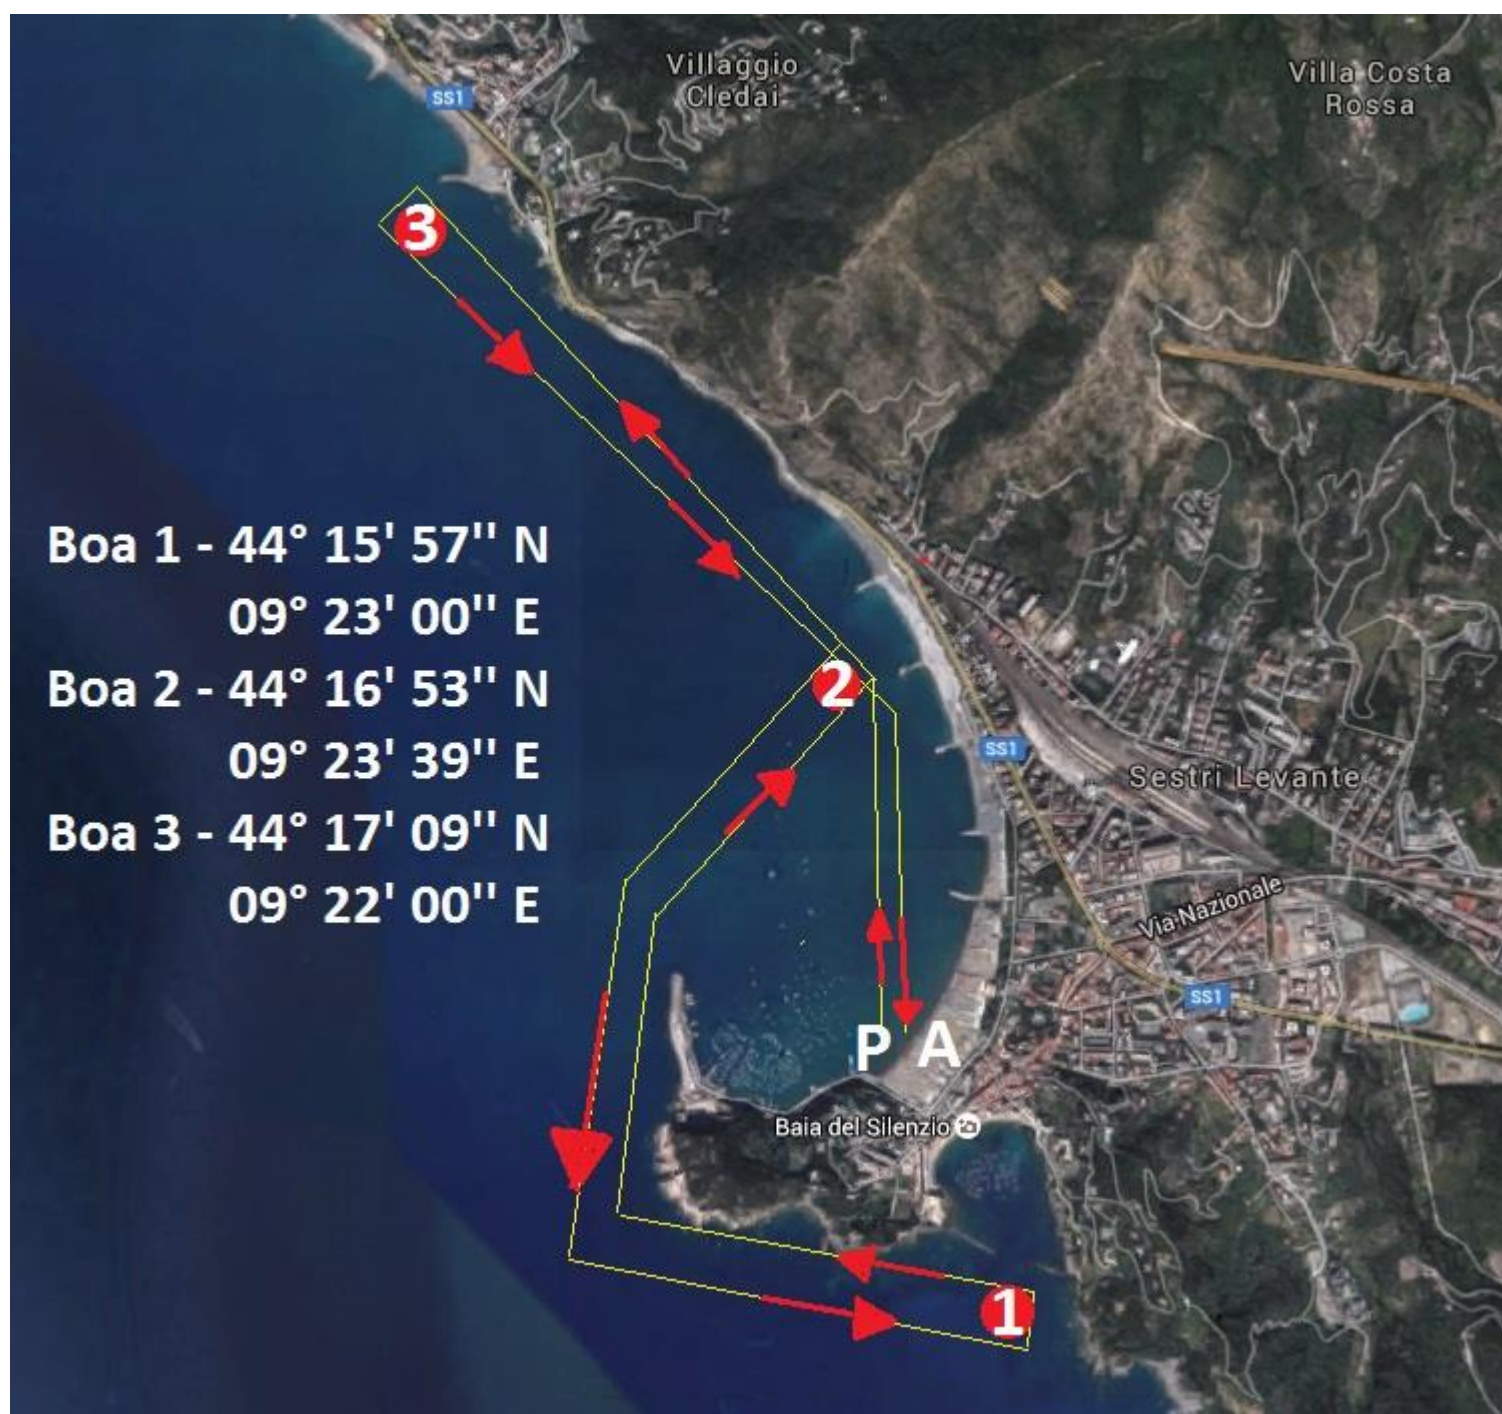 Villaggio
Cledai
Villa Costa
Rossa
SS1
3
Boa 1 - 44° 15' 57'' N
09° 23' 00'' E
Boa 2 - 44° 16' 53'' N
09° 23' 39'' E
Boa 3 - 44° 17' 09'' N
09° 22' 00'' E
2
SS1
Sestri Levante
Via Nazionale
SS1
P A
Baia del Silenzio
1